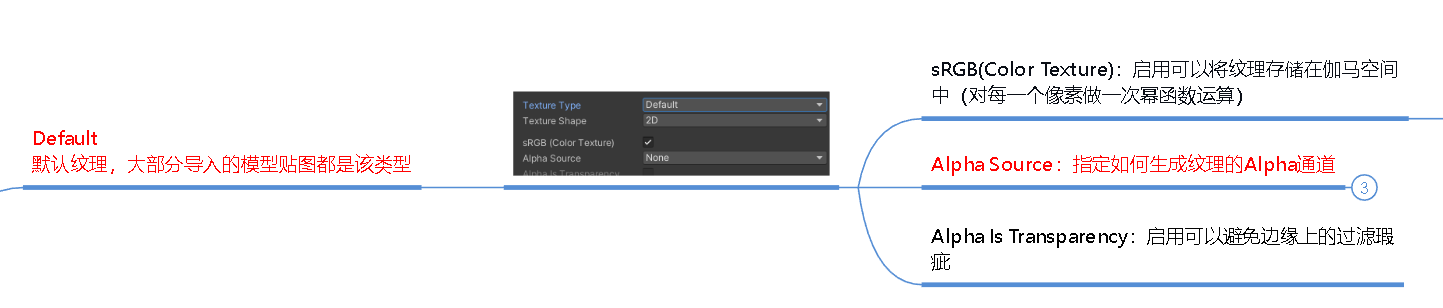 Default
默认纹理，大部分导入的模型贴图都是该类型
Texture Type Default
Texture Shape 2D
sRGB (Color Texture)
Alpha Source None
Alpha Is Transparency
sRGB(Color Texture)：启用可以将纹理存储在伽马空间
中（对每一个像素做一次幂函数运算）
Alpha Source：指定如何生成纹理的Alpha通道
3
Alpha Is Transparency：启用可以避免边缘上的过滤瑕
疵